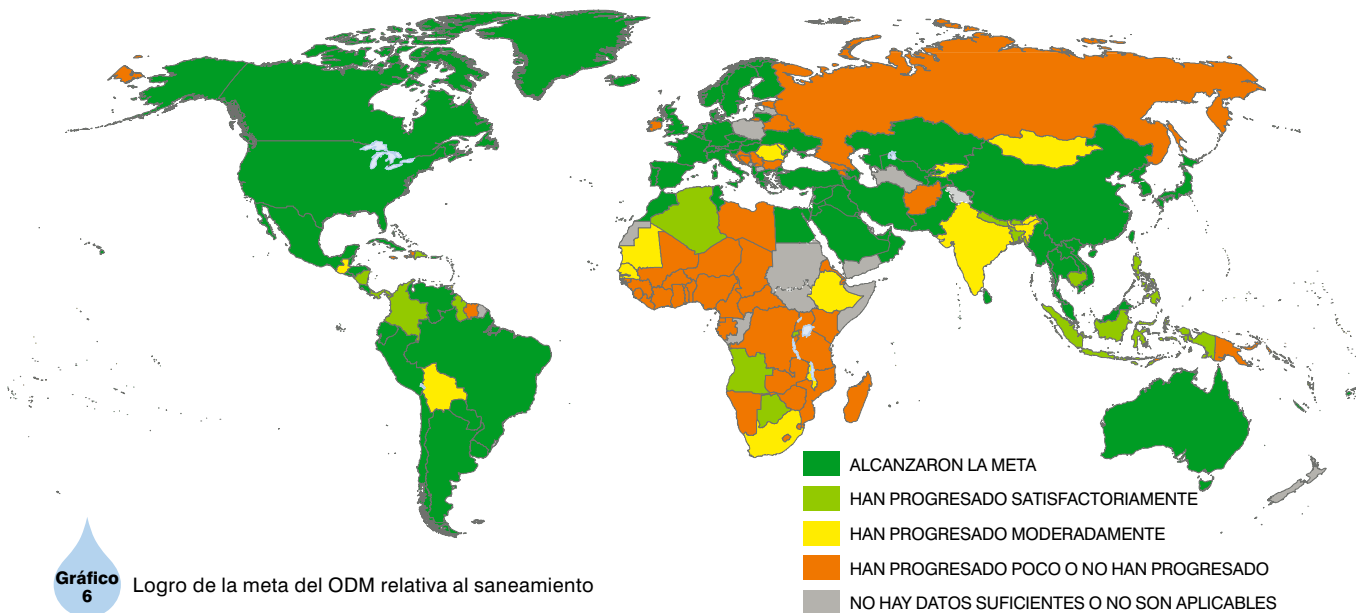 ALCANZARON LA META
HAN PROGRESADO SATISFACTORIAMENTE
HAN PROGRESADO MODERADAMENTE
HAN PROGRESADO POCO O NO HAN PROGRESADO
NO HAY DATOS SUFICIENTES O NO SON APLICABLES
Gráfico
6
Logro de la meta del ODM relativa al saneamiento